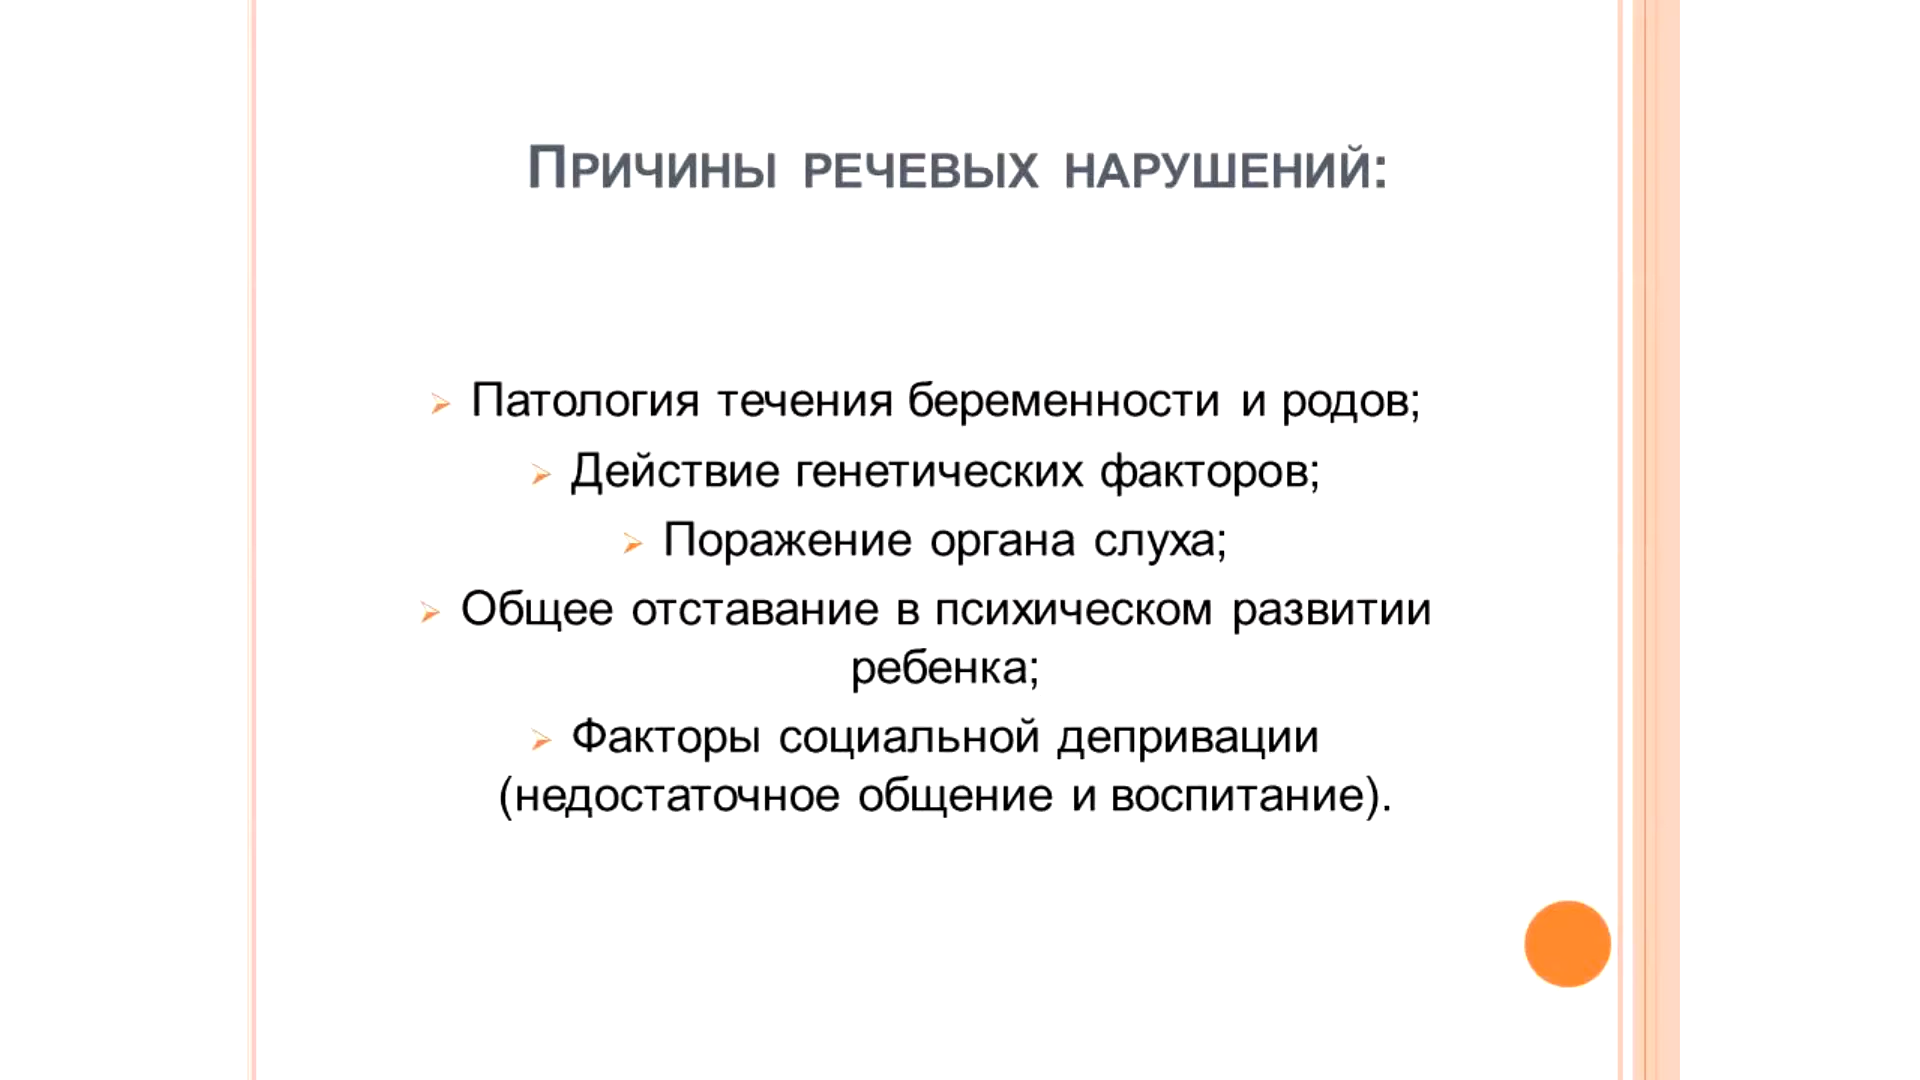 Причины речевых нарушений:
Патология течения беременности и родов;
Действие генетических факторов;
Поражение органа слуха;
Общее отставание в психическом развитии
ребенка;
Факторы социальной депривации
(недостаточное общение и воспитание).